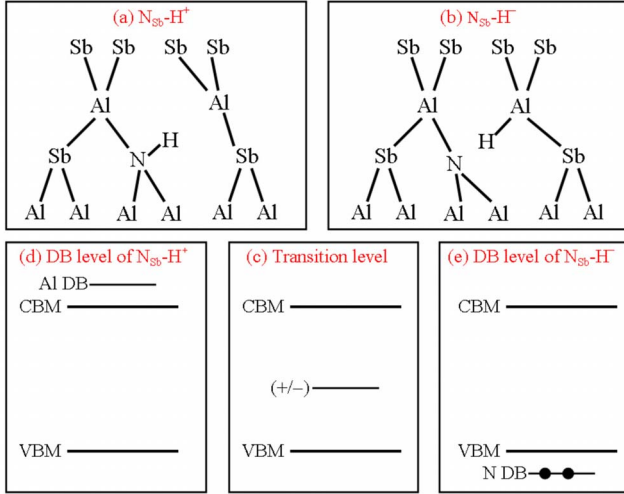 (a) N_Sb-H⁺
Sb Sb Sb Sb
Al Al
H
Sb N Sb
Al Al Al Al Al Al
(b) N_Sb-H⁻
Sb Sb Sb Sb
Al Al
H
Sb N Sb
Al Al Al Al Al Al
(d) DB level of N_Sb-H⁺
Al DB
CBM
VBM
(c) Transition level
CBM
(+/−)
VBM
(e) DB level of N_Sb-H⁻
CBM
VBM
N DB